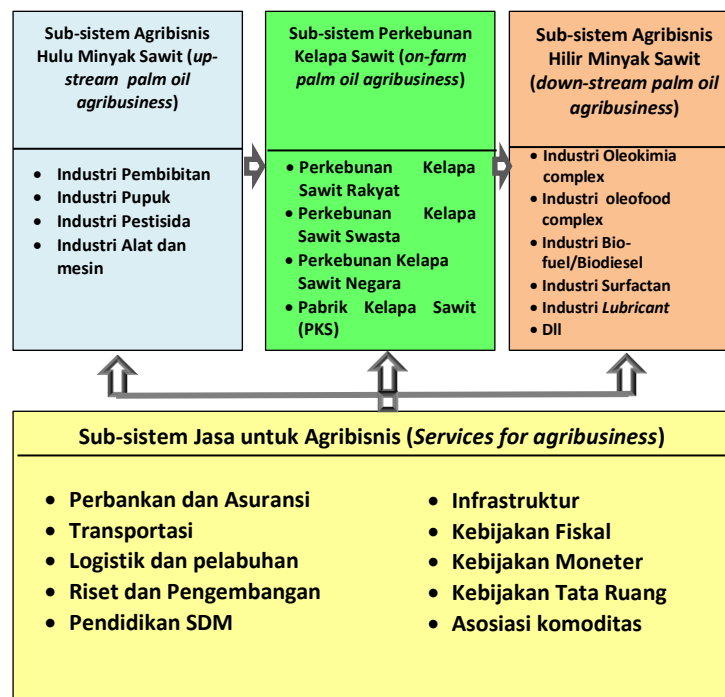 Sub-sistem Agribisnis
Hulu Minyak Sawit (up-
stream palm oil
agribusiness)
• Industri Pembibitan
• Industri Pupuk
• Industri Pestisida
• Industri Alat dan
mesin
Sub-sistem Perkebunan
Kelapa Sawit (on-farm
palm oil agribusiness)
• Perkebunan Kelapa
Sawit Rakyat
• Perkebunan Kelapa
Sawit Swasta
• Perkebunan Kelapa
Sawit Negara
• Pabrik Kelapa Sawit
(PKS)
Sub-sistem Agribisnis
Hilir Minyak Sawit
(down-stream palm oil
agribusiness)
• Industri Oleokimia
complex
• Industri oleofood
complex
• Industri Bio-
fuel/Biodiesel
• Industri Surfactan
• Industri Lubricant
• Dll
Sub-sistem Jasa untuk Agribisnis (Services for agribusiness)
• Perbankan dan Asuransi
• Transportasi
• Logistik dan pelabuhan
• Riset dan Pengembangan
• Pendidikan SDM
• Infrastruktur
• Kebijakan Fiskal
• Kebijakan Moneter
• Kebijakan Tata Ruang
• Asosiasi komoditas